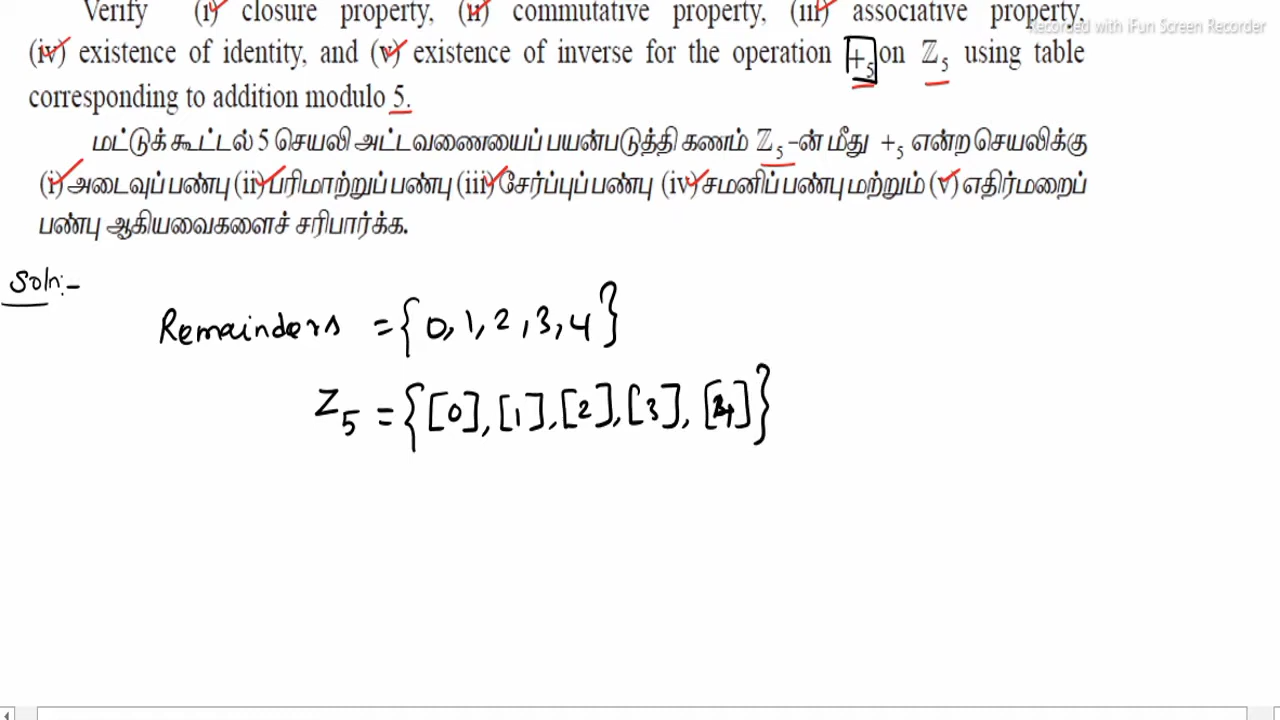 Verify (i) closure property, (ii) commutative property, (iii) associative property,
Recorded with iFun Screen Recorder
(iv) existence of identity, and (v) existence of inverse for the operation +₅ on ℤ₅ using table
corresponding to addition modulo 5.
மட்டுக்கூட்டல் 5 செயலி அட்டவணையைப் பயன்படுத்தி கணம் ℤ₅-ன் மீது +₅ என்ற செயலிக்கு
(i) அடைவுப் பண்பு (ii) பரிமாற்றுப் பண்பு (iii) சேர்ப்புப் பண்பு (iv) சமனிப் பண்பு மற்றும் (v) எதிர்மறைப்
பண்பு ஆகியவைகளைச் சரிபார்க்க.
Soln:-
Remainders = {0, 1, 2, 3, 4}
Z₅ = {[0], [1], [2], [3], [4]}